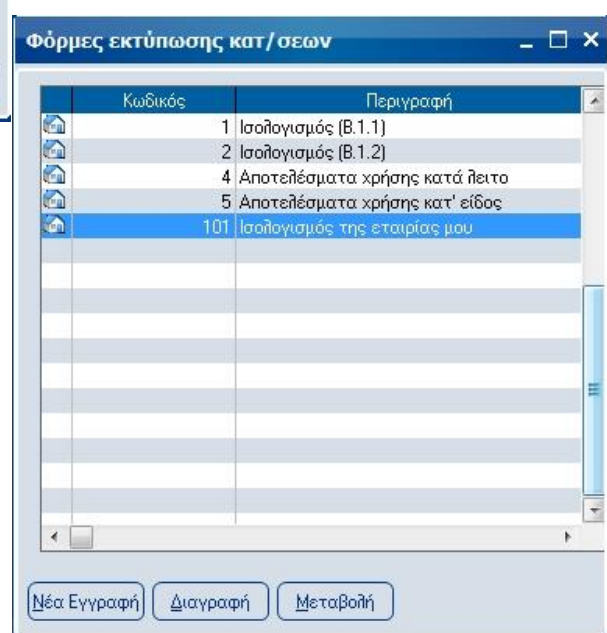 Φόρμες εκτύπωσης κατ/σεων
Κωδικός Περιγραφή
1 Ισολογισμός (Β.1.1)
2 Ισολογισμός (Β.1.2)
4 Αποτελέσματα χρήσης κατά λειτο
5 Αποτελέσματα χρήσης κατ' είδος
101 Ισολογισμός της εταιρίας μου
Νέα Εγγραφή Διαγραφή Μεταβολή